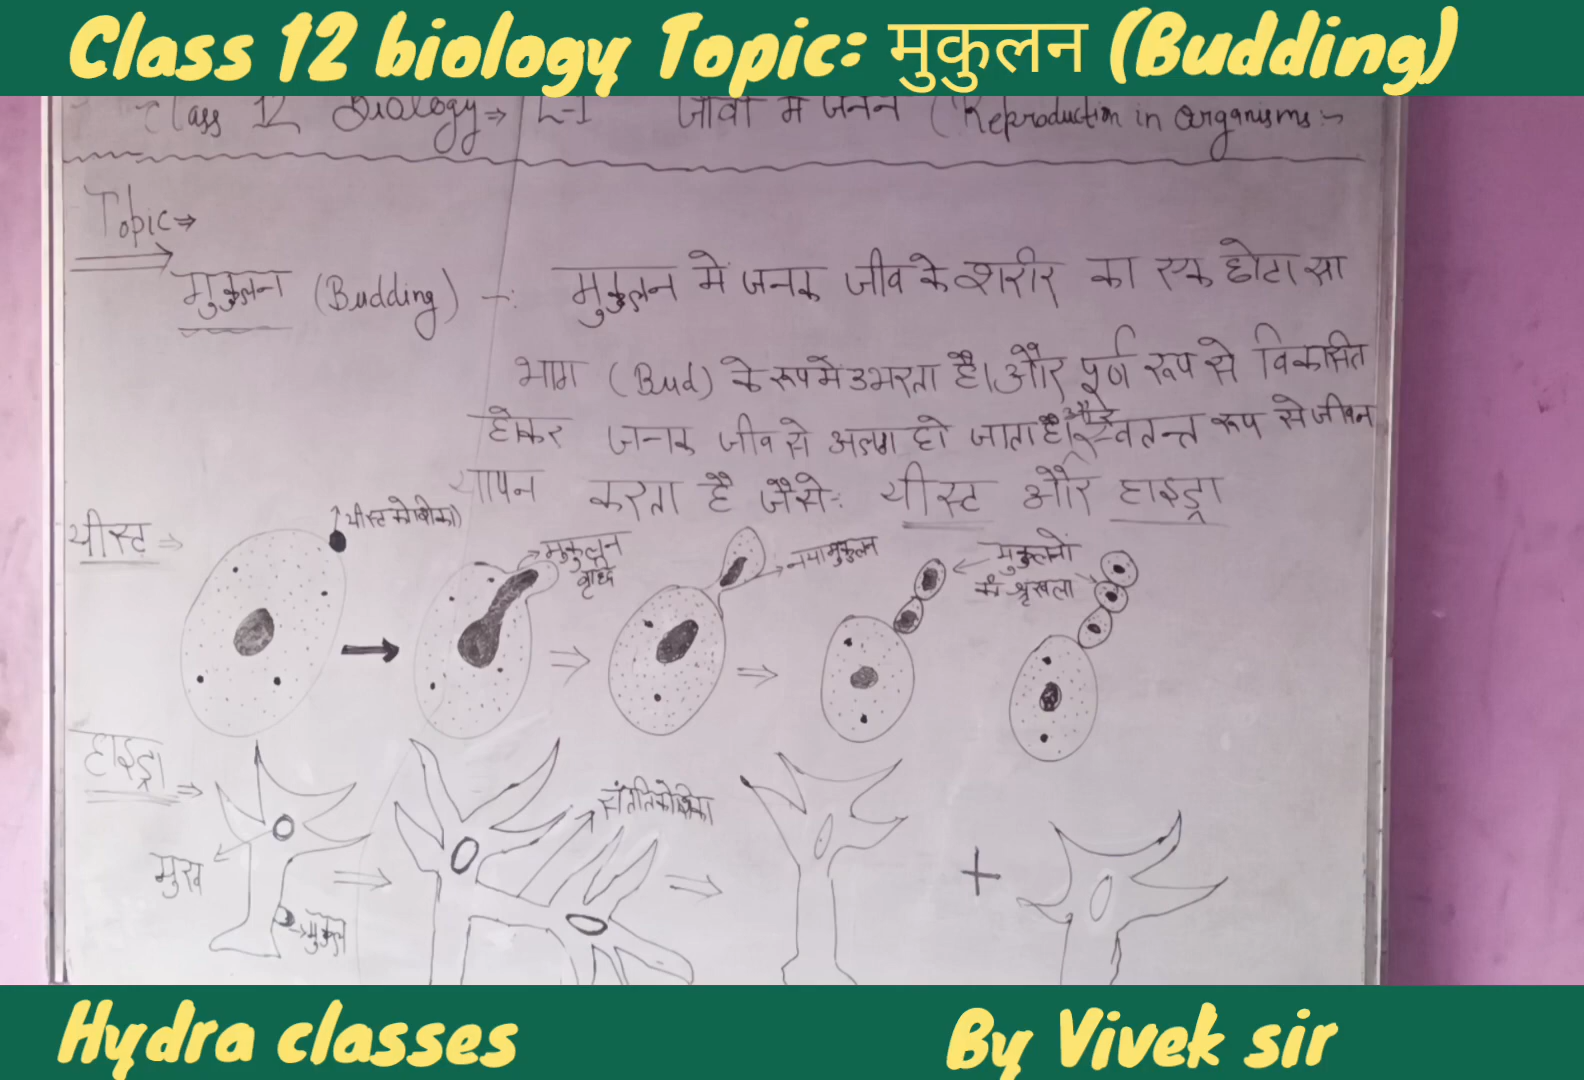 Class 12 biology Topic: मुकुलन (Budding)
Class 12 Biology⇒ L-1 जीवो में जनन (Reproduction in Organisms:-
Topic⇒
मुकुलन (Budding) -: मुकुलन में जनक जीव के शरीर का एक छोटा सा
भाग (Bud) के रूप में उभरता है। और पूर्ण रूप से विकसित
होकर जनक जीव से अलग हो जाता है। और स्वतन्त रूप से जीवन
यापन करता है जैसे:- यीस्ट और हाइड्रा
यीस्ट ⇒
मुकुलन
नयामुकुलन
मुकुलनो
श्रृखला
हाइड्रा ⇒
संततिकोशिका
मुख
मुकुल
+
Hydra classes
By Vivek sir